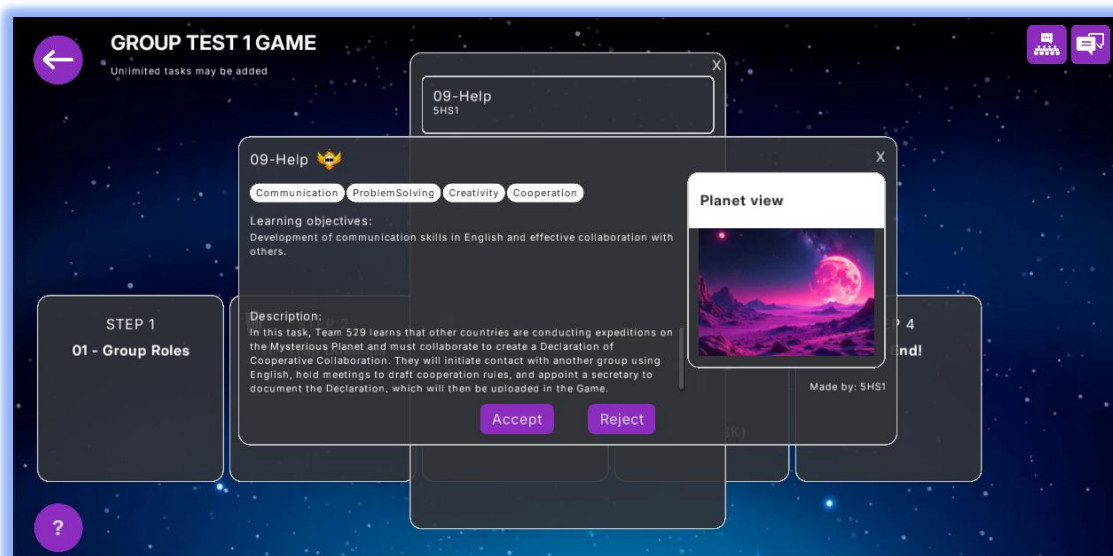 GROUP TEST 1 GAME
Unlimited tasks may be added
X
09-Help
5HS1
09-Help
X
Communication ProblemSolving Creativity Cooperation
Learning objectives:
Development of communication skills in English and effective collaboration with
others.
Planet view
Description:
In this task, Team 529 learns that other countries are conducting expeditions on
the Mysterious Planet and must collaborate to create a Declaration of
Cooperative Collaboration. They will initiate contact with another group using
English, hold meetings to draft cooperation rules, and appoint a secretary to
document the Declaration, which will then be uploaded in the Game.
Made by: 5HS1
Accept Reject
STEP 1
01 - Group Roles
4
End!
SK)
?